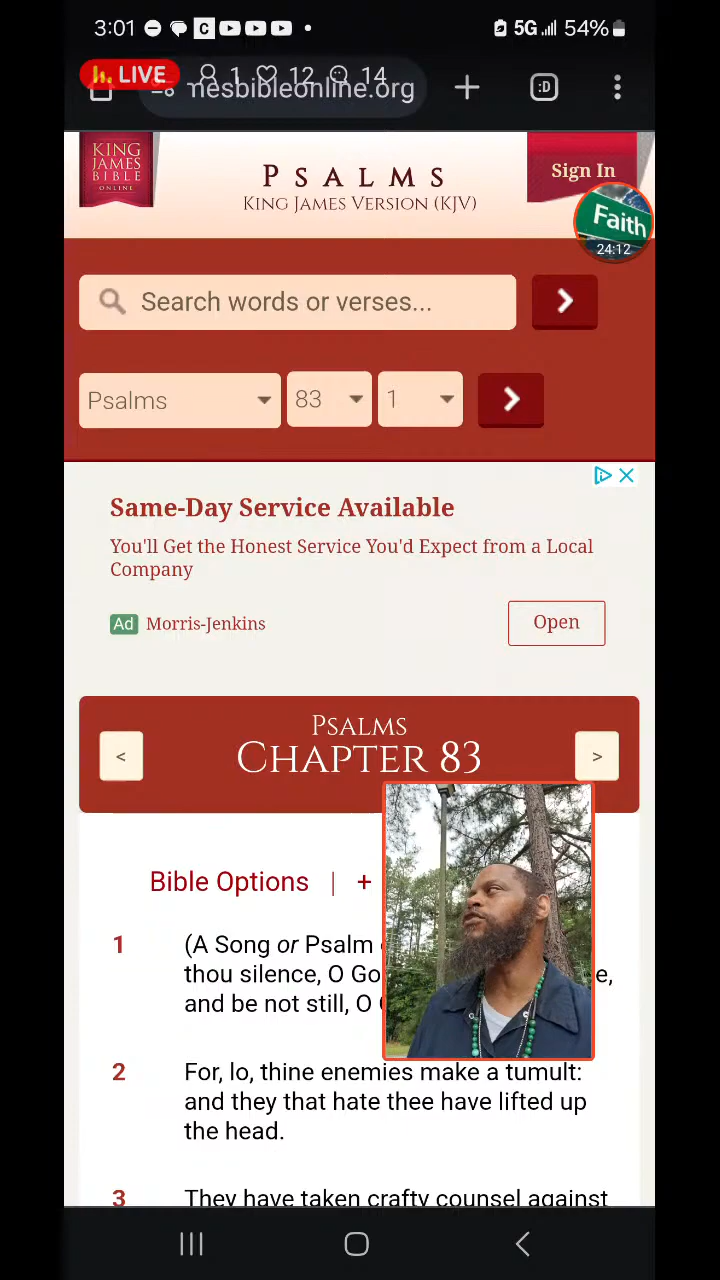 3:01 C 5G 54%
LIVE 1 12 14
nesbibleonline.org :D
KING
JAMES
BIBLE
ONLINE
PSALMS
KING JAMES VERSION (KJV)
Sign In
Faith
24:12
Search words or verses...
Psalms 83 1
Same-Day Service Available
You'll Get the Honest Service You'd Expect from a Local
Company
Ad Morris-Jenkins
Open
PSALMS
< CHAPTER 83 >
Bible Options | +
1 (A Song or Psalm
thou silence, O Go e,
and be not still, O
2 For, lo, thine enemies make a tumult:
and they that hate thee have lifted up
the head.
3 They have taken crafty counsel against